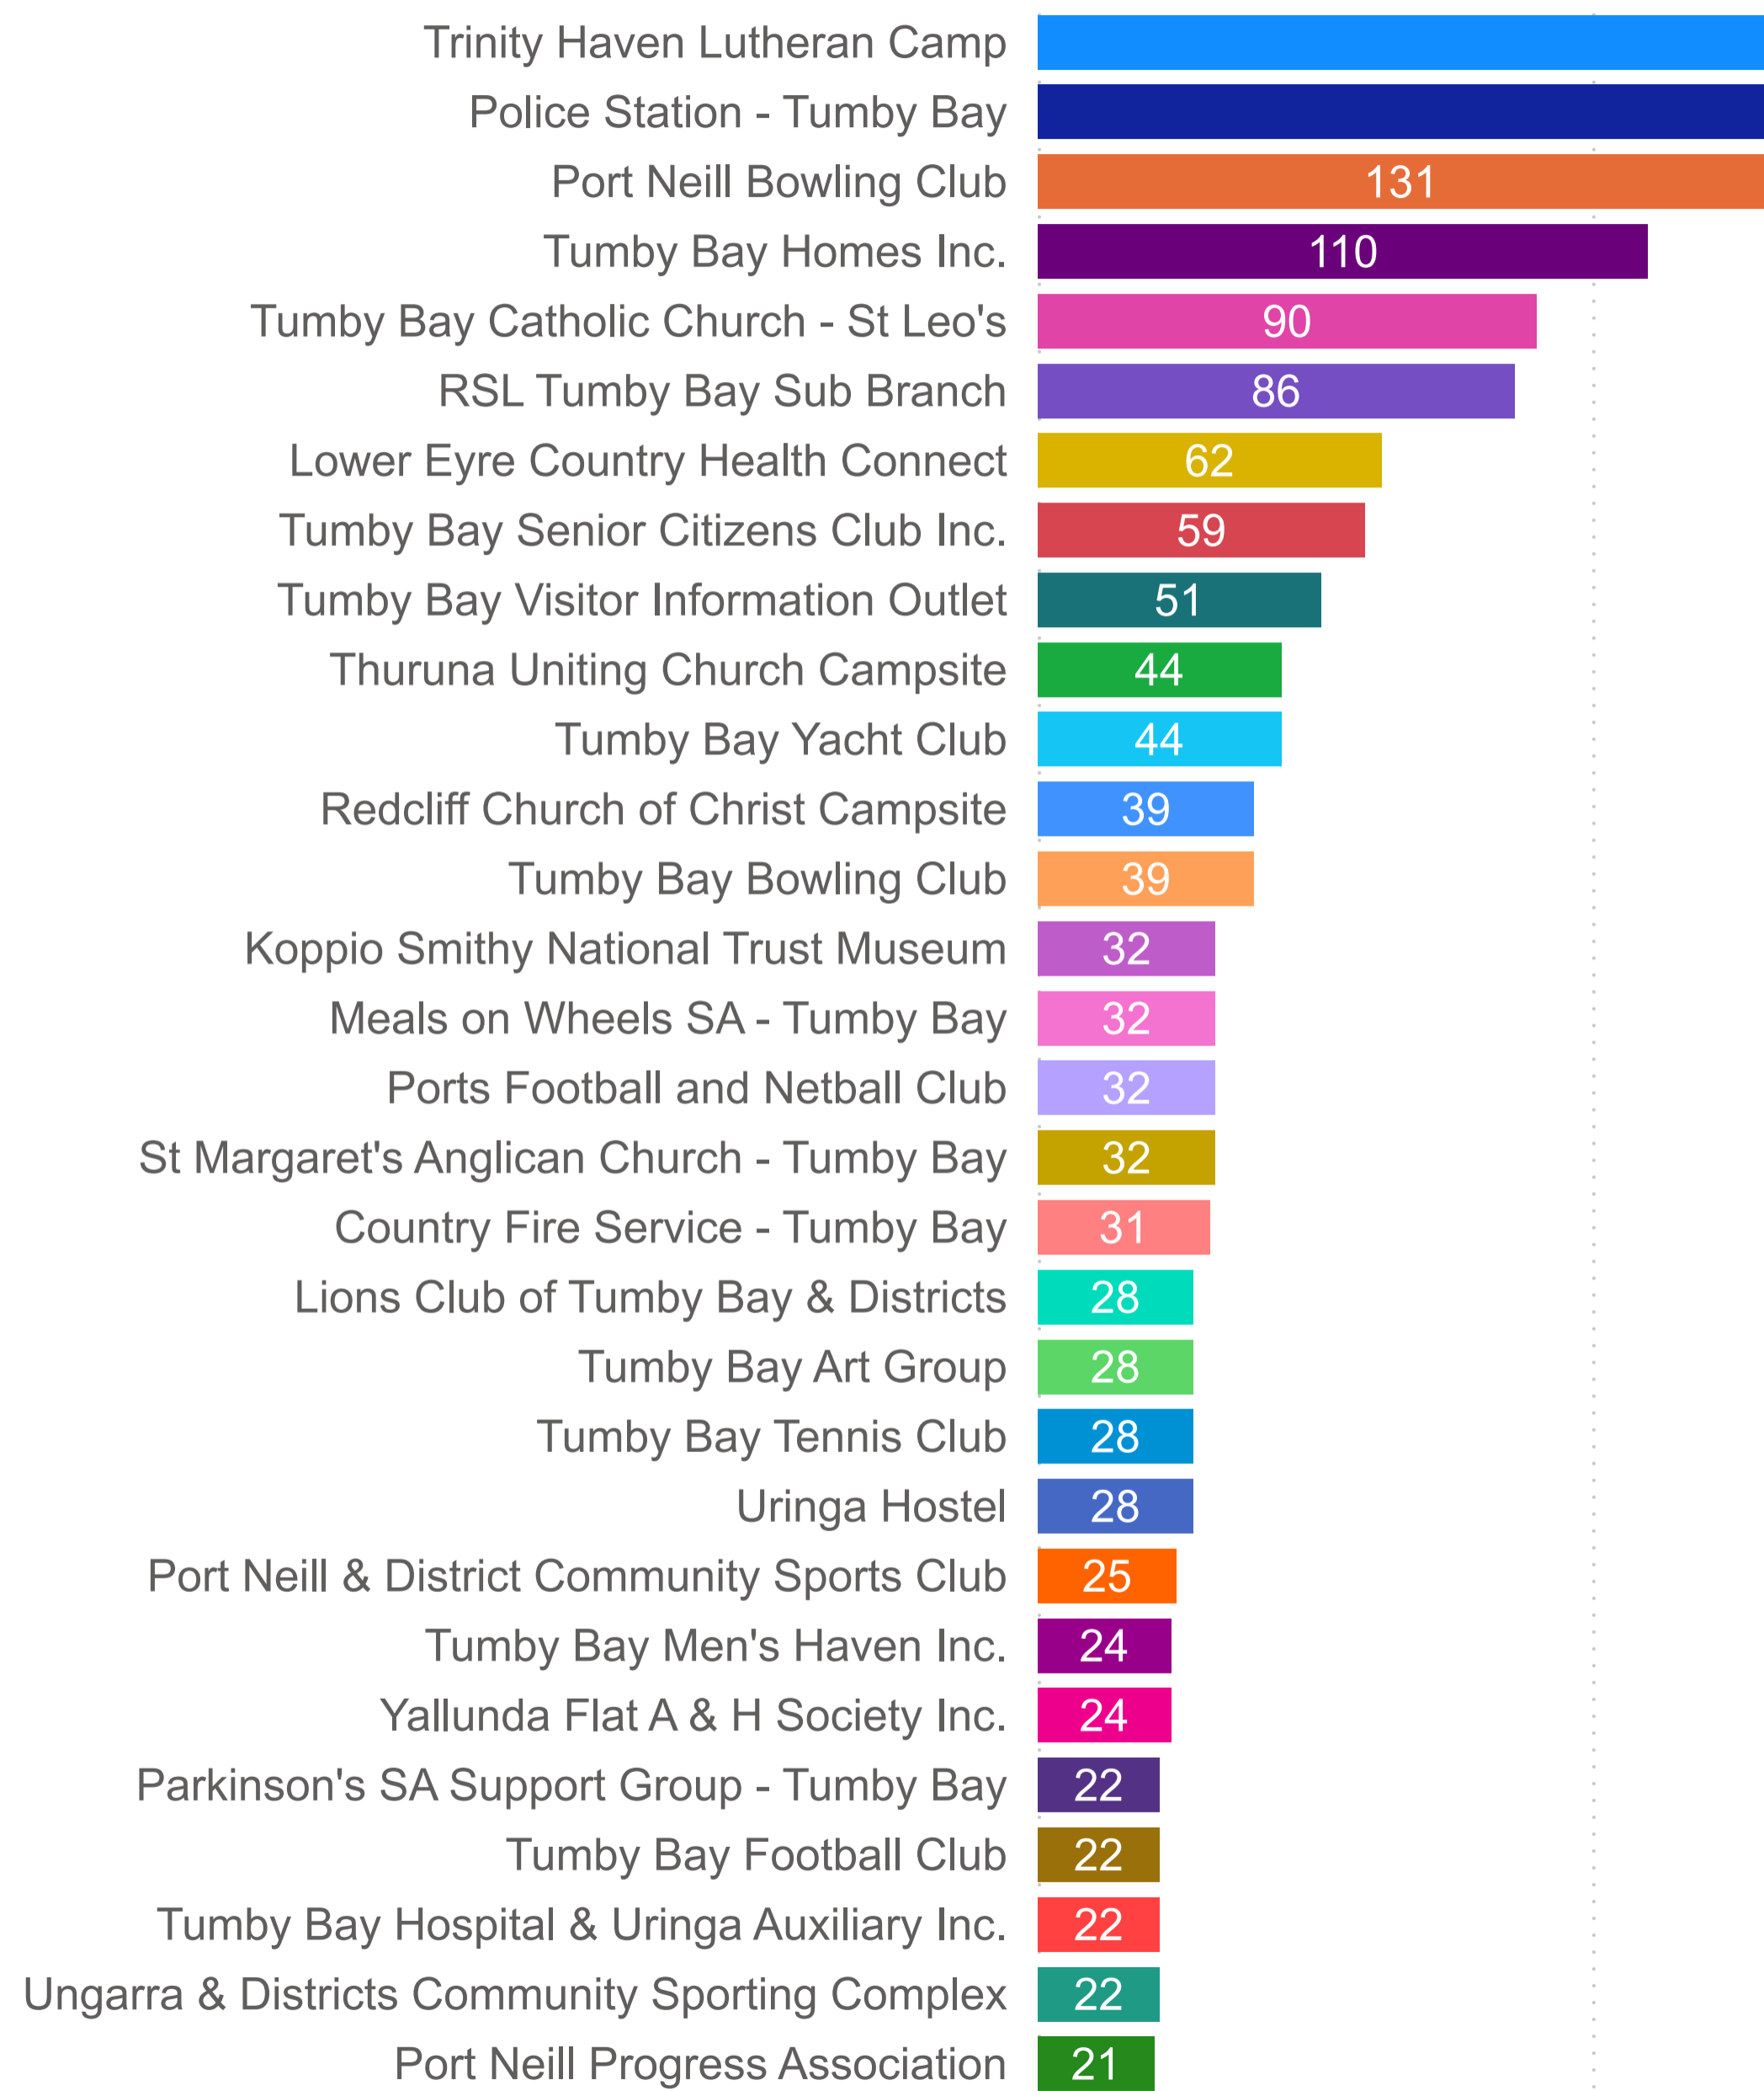 Trinity Haven Lutheran Camp
Police Station - Tumby Bay
Port Neill Bowling Club 131
Tumby Bay Homes Inc. 110
Tumby Bay Catholic Church - St Leo's 90
RSL Tumby Bay Sub Branch 86
Lower Eyre Country Health Connect 62
Tumby Bay Senior Citizens Club Inc. 59
Tumby Bay Visitor Information Outlet 51
Thuruna Uniting Church Campsite 44
Tumby Bay Yacht Club 44
Redcliff Church of Christ Campsite 39
Tumby Bay Bowling Club 39
Koppio Smithy National Trust Museum 32
Meals on Wheels SA - Tumby Bay 32
Ports Football and Netball Club 32
St Margaret's Anglican Church - Tumby Bay 32
Country Fire Service - Tumby Bay 31
Lions Club of Tumby Bay & Districts 28
Tumby Bay Art Group 28
Tumby Bay Tennis Club 28
Uringa Hostel 28
Port Neill & District Community Sports Club 25
Tumby Bay Men's Haven Inc. 24
Yallunda Flat A & H Society Inc. 24
Parkinson's SA Support Group - Tumby Bay 22
Tumby Bay Football Club 22
Tumby Bay Hospital & Uringa Auxiliary Inc. 22
Ungarra & Districts Community Sporting Complex 22
Port Neill Progress Association 21